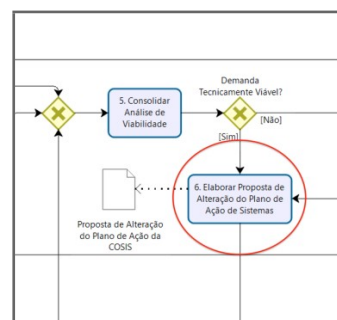 Demanda
Tecnicamente Viável?
5. Consolidar
Análise de
Viabilidade
[Não]
[Sim]
6. Elaborar Proposta de
Alteração do Plano de
Ação de Sistemas
Proposta de Alteração
do Plano de Ação da
COSIS